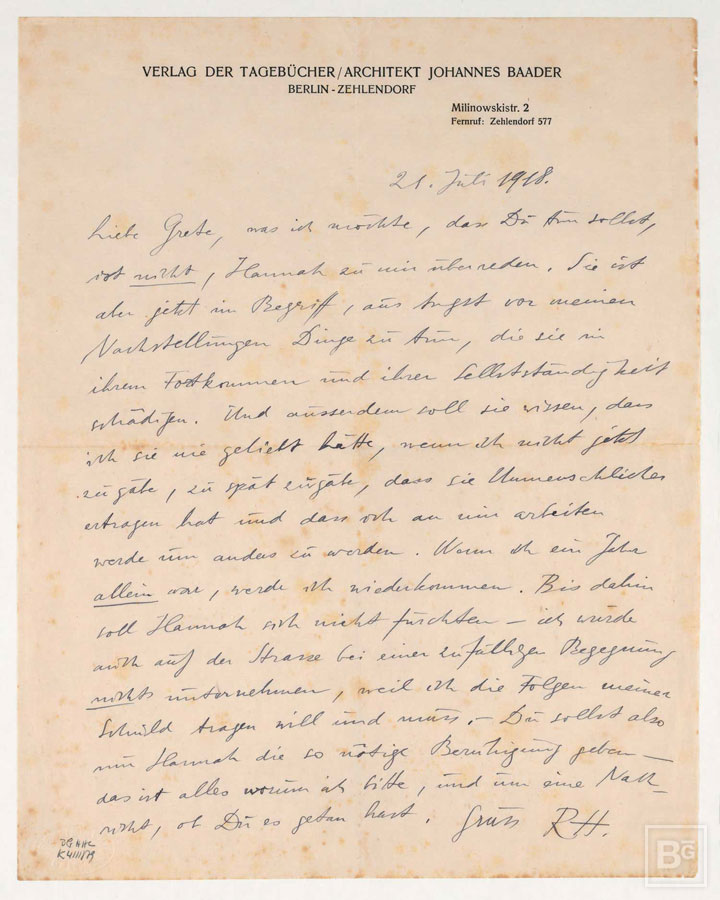 VERLAG DER TAGEBÜCHER/ARCHITEKT JOHANNES BAADER
BERLIN-ZEHLENDORF
Milinowskistr. 2
Fernruf: Zehlendorf 577
21. Juli 1918.
Liebe Grete, was ich möchte, dass Du tun sollst,
ist nicht, Hannah zu mir überreden. Sie ist
aber jetzt im Begriff, aus Angst vor meinen
Nachstellungen Dinge zu tun, die sie in
ihrem Fortkommen und ihrer Selbstständigkeit
schädigen. Und ausserdem soll sie wissen, dass
ich sie nie geliebt hätte, wenn ich nicht jetzt
zugäbe, zu spät zugäbe, dass sie Unmenschliches
ertragen hat und dass ich an mir arbeiten
werde um anders zu werden. Wenn ich ein Jahr
allein war, werde ich wiederkommen. Bis dahin
soll Hannah sich nicht fürchten – ich würde
auch auf der Strasse bei einer zufälligen Begegnung
nichts unternehmen, weil ich die Folgen meiner
Schuld tragen will und muss. – Du sollst also
nur Hannah die so nötige Beruhigung geben –
das ist alles worum ich bitte, und um eine Nach-
richt, ob Du es getan hast. Gruss R.H.
BG